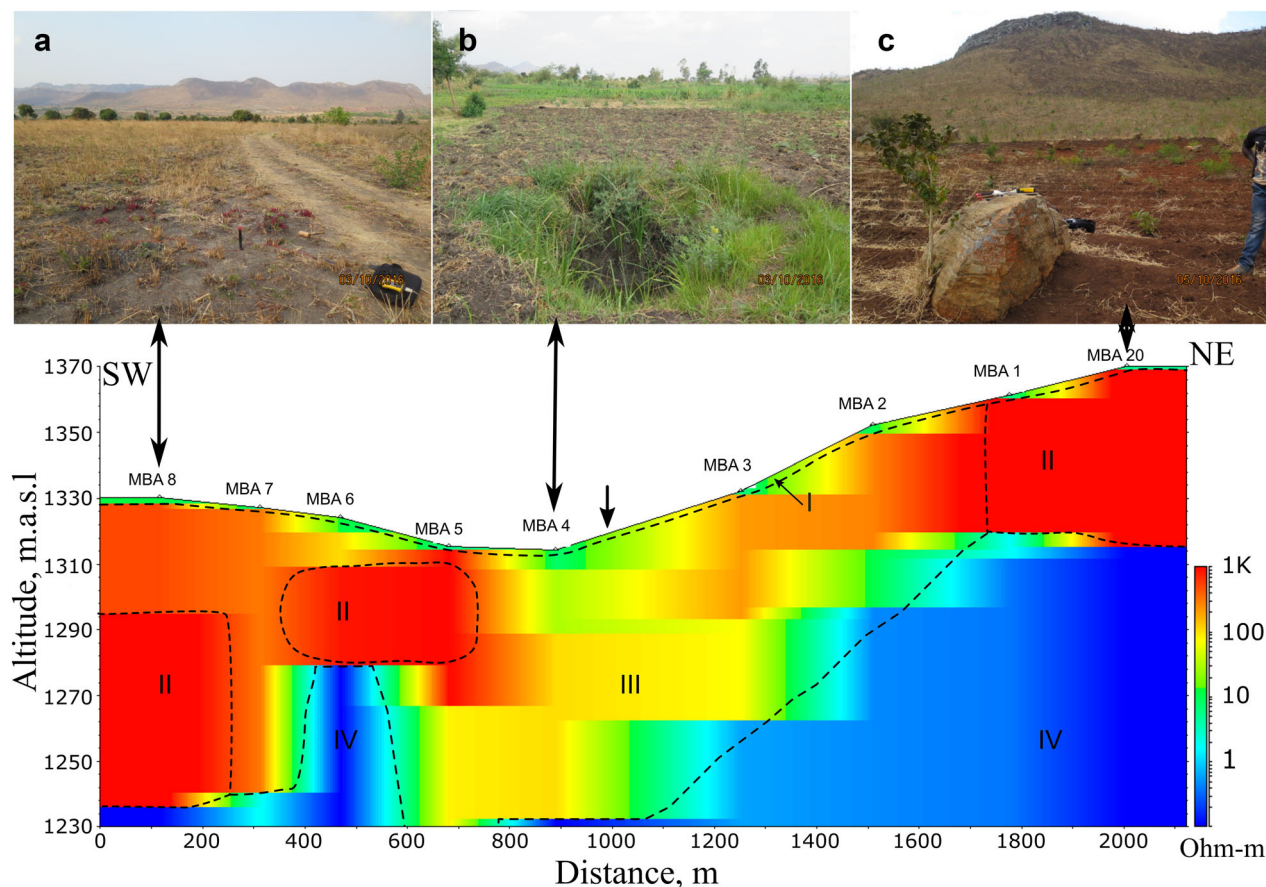 a
b
c
09/10/2016
09/10/2016
05/10/2016
SW
NE
MBA 8
MBA 7
MBA 6
MBA 5
MBA 4
MBA 3
MBA 2
MBA 1
MBA 20
1370
1350
1330
1310
1290
1270
1250
1230
Altitude, m.a.s.l
I
II
II
II
III
IV
IV
0
200
400
600
800
1000
1200
1400
1600
1800
2000
Distance, m
1K
100
10
1
Ohm-m